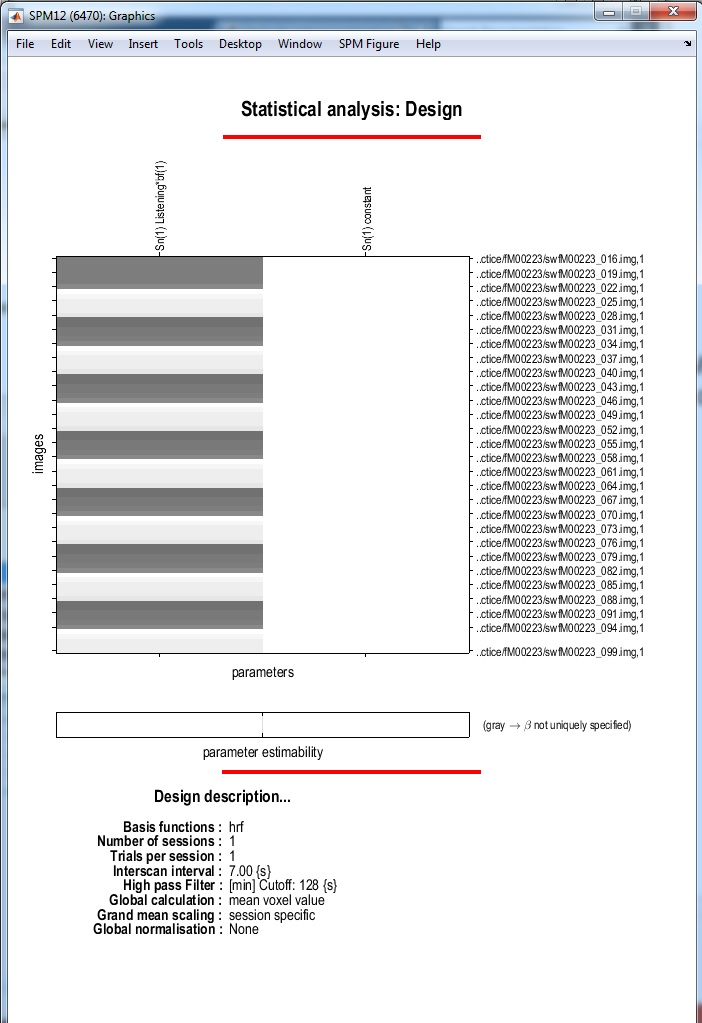 SPM12 (6470): Graphics
File Edit View Insert Tools Desktop Window SPM Figure Help
Statistical analysis: Design
Sn(1) Listening*bf(1)
Sn(1) constant
images
..ctice/fM00223/swfM00223_016.img,1
..ctice/fM00223/swfM00223_019.img,1
..ctice/fM00223/swfM00223_022.img,1
..ctice/fM00223/swfM00223_025.img,1
..ctice/fM00223/swfM00223_028.img,1
..ctice/fM00223/swfM00223_031.img,1
..ctice/fM00223/swfM00223_034.img,1
..ctice/fM00223/swfM00223_037.img,1
..ctice/fM00223/swfM00223_040.img,1
..ctice/fM00223/swfM00223_043.img,1
..ctice/fM00223/swfM00223_046.img,1
..ctice/fM00223/swfM00223_049.img,1
..ctice/fM00223/swfM00223_052.img,1
..ctice/fM00223/swfM00223_055.img,1
..ctice/fM00223/swfM00223_058.img,1
..ctice/fM00223/swfM00223_061.img,1
..ctice/fM00223/swfM00223_064.img,1
..ctice/fM00223/swfM00223_067.img,1
..ctice/fM00223/swfM00223_070.img,1
..ctice/fM00223/swfM00223_073.img,1
..ctice/fM00223/swfM00223_076.img,1
..ctice/fM00223/swfM00223_079.img,1
..ctice/fM00223/swfM00223_082.img,1
..ctice/fM00223/swfM00223_085.img,1
..ctice/fM00223/swfM00223_088.img,1
..ctice/fM00223/swfM00223_091.img,1
..ctice/fM00223/swfM00223_094.img,1
..ctice/fM00223/swfM00223_099.img,1
parameters
(gray → β not uniquely specified)
parameter estimability
Design description...
Basis functions : hrf
Number of sessions : 1
Trials per session : 1
Interscan interval : 7.00 {s}
High pass Filter : [min] Cutoff: 128 {s}
Global calculation : mean voxel value
Grand mean scaling : session specific
Global normalisation : None